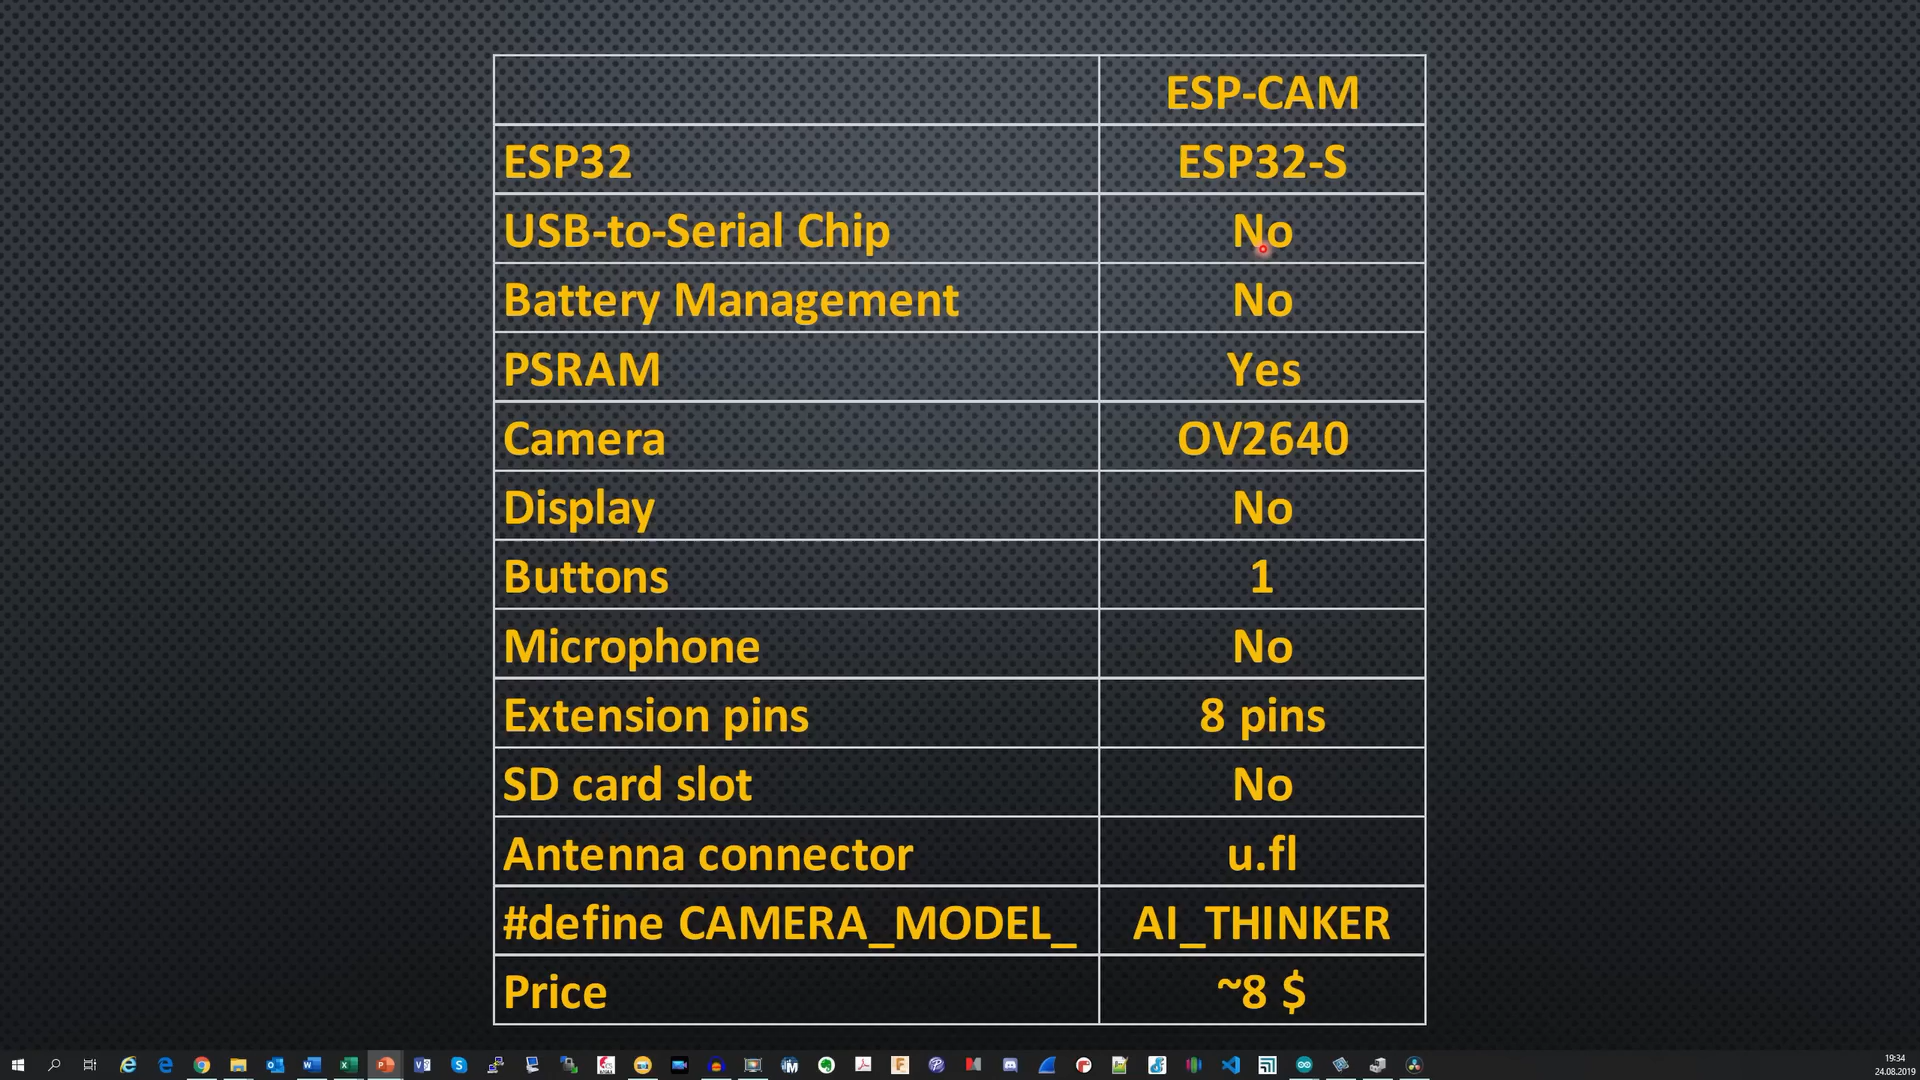 ESP-CAM
ESP32 ESP32-S
USB-to-Serial Chip No
Battery Management No
PSRAM Yes
Camera OV2640
Display No
Buttons 1
Microphone No
Extension pins 8 pins
SD card slot No
Antenna connector u.fl
#define CAMERA_MODEL_ AI_THINKER
Price ~8 $
19:34
24.08.2019